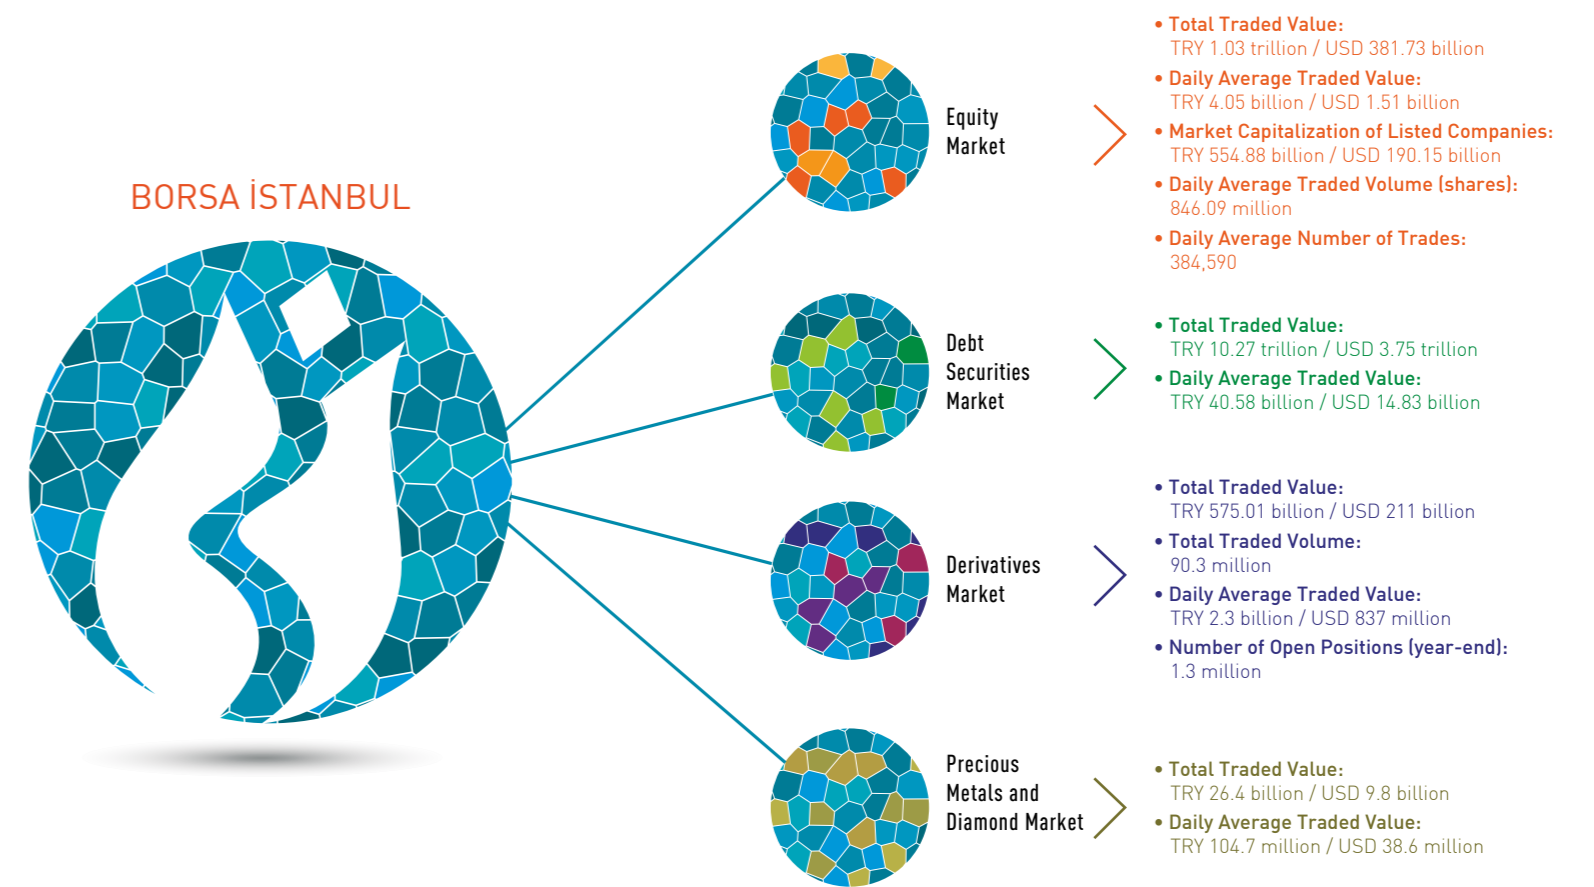 BORSA İSTANBUL
Equity
Market
• Total Traded Value:
TRY 1.03 trillion / USD 381.73 billion
• Daily Average Traded Value:
TRY 4.05 billion / USD 1.51 billion
• Market Capitalization of Listed Companies:
TRY 554.88 billion / USD 190.15 billion
• Daily Average Traded Volume (shares):
846.09 million
• Daily Average Number of Trades:
384,590
Debt
Securities
Market
• Total Traded Value:
TRY 10.27 trillion / USD 3.75 trillion
• Daily Average Traded Value:
TRY 40.58 billion / USD 14.83 billion
Derivatives
Market
• Total Traded Value:
TRY 575.01 billion / USD 211 billion
• Total Traded Volume:
90.3 million
• Daily Average Traded Value:
TRY 2.3 billion / USD 837 million
• Number of Open Positions (year-end):
1.3 million
Precious
Metals and
Diamond Market
• Total Traded Value:
TRY 26.4 billion / USD 9.8 billion
• Daily Average Traded Value:
TRY 104.7 million / USD 38.6 million